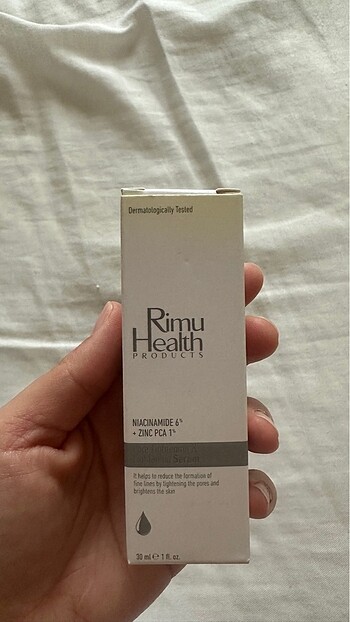 Dermatologically Tested
Rimu
Health
PRODUCTS
NIACINAMIDE 6%
+ ZINC PCA 1%
Serum
It helps to reduce the formation of
fine lines by tightening the pores and
brightens the skin
30 ml ℮ 1 fl. oz.